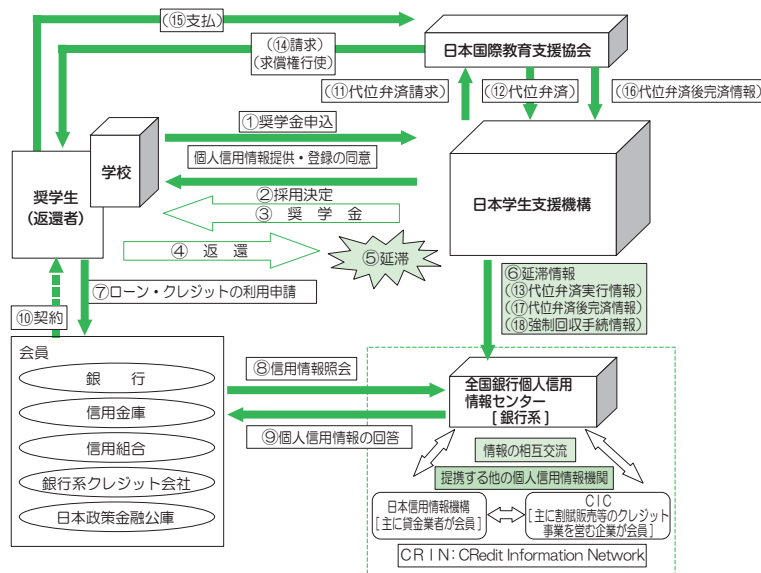 (⑮支払)
(⑭請求)
(求償権行使)
日本国際教育支援協会
(⑪代位弁済請求)
(⑫代位弁済)
(⑯代位弁済後完済情報)
①奨学金申込
個人信用情報提供・登録の同意
学校
奨学生
(返還者)
日本学生支援機構
②採用決定
③ 奨 学 金
④ 返 還
⑤延滞
⑥延滞情報
(⑬代位弁済実行情報)
(⑰代位弁済後完済情報)
(⑱強制回収手続情報)
⑦ローン・クレジットの利用申請
⑩契約
会員
銀 行
信用金庫
信用組合
銀行系クレジット会社
日本政策金融公庫
⑧信用情報照会
⑨個人信用情報の回答
全国銀行個人信用
情報センター
[ 銀行系 ]
情報の相互交流
提携する他の個人信用情報機関
日本信用情報機構
[ 主に貸金業者が会員 ]
C I C
[ 主に割賦販売等のクレジット
事業を営む企業が会員 ]
C R I N : CRedit Information Network